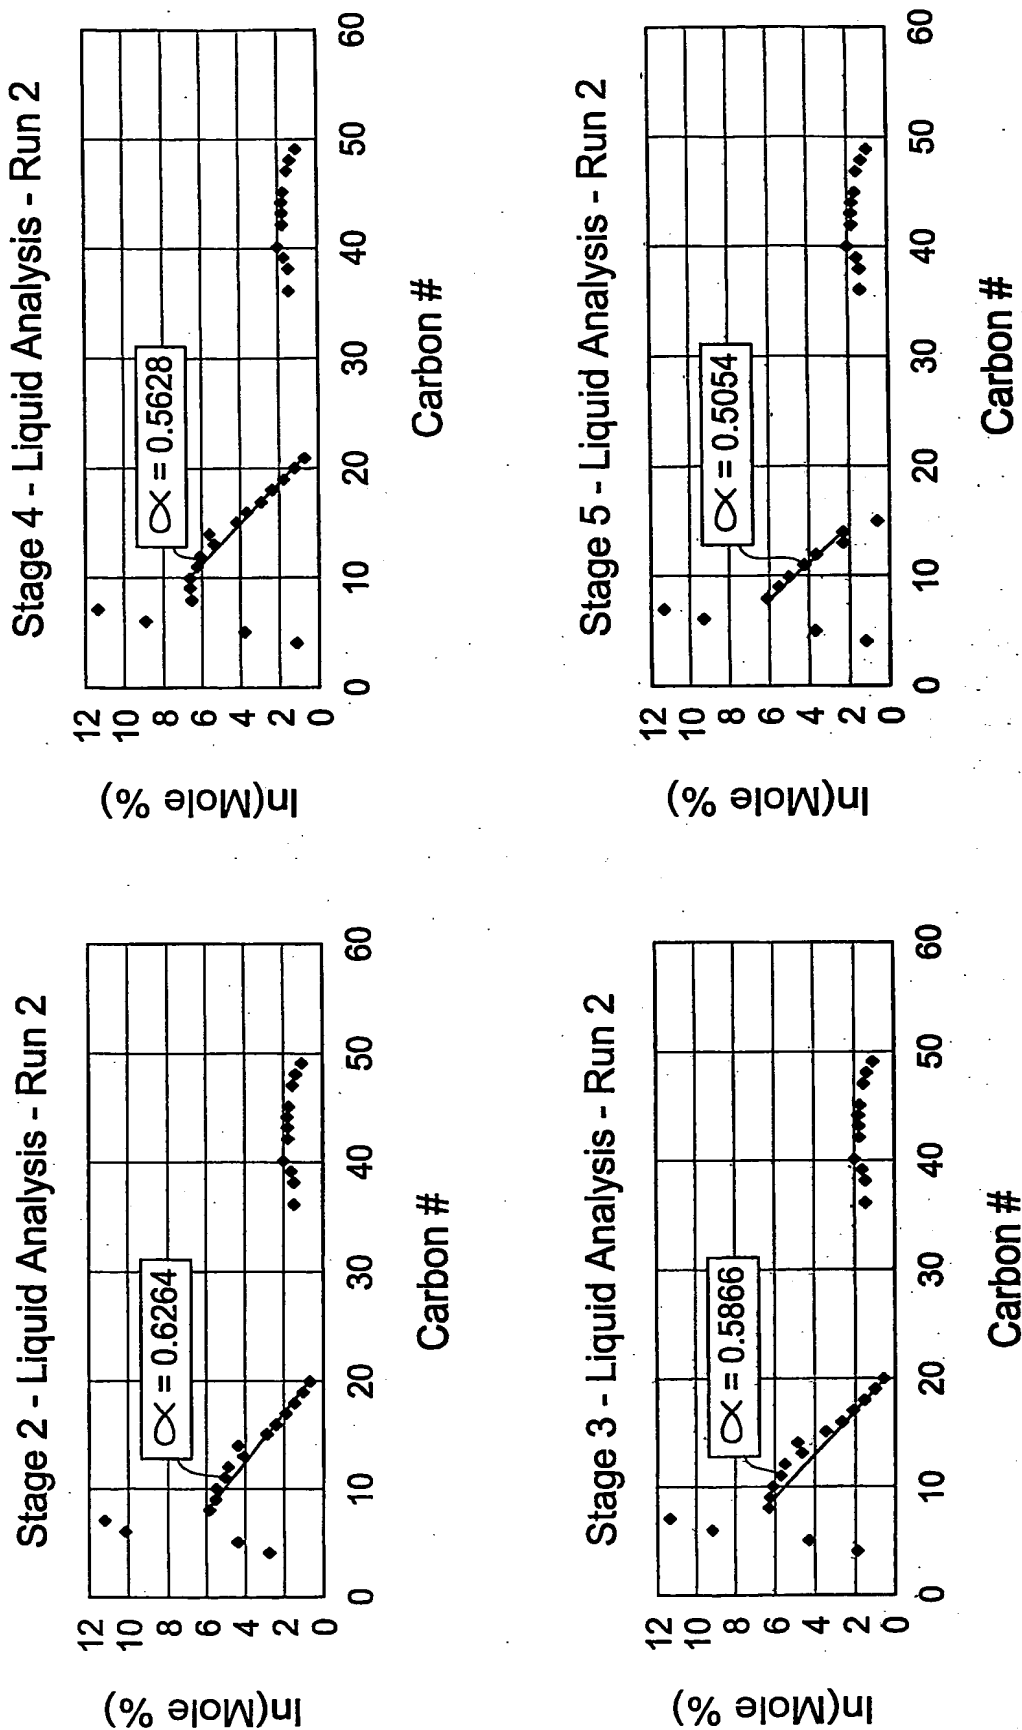 Stage 2 - Liquid Analysis - Run 2
ln(Mole %)
12
10
8
6
4
2
0
∝ = 0.6264
0 10 20 30 40 50 60
Carbon #
Stage 4 - Liquid Analysis - Run 2
ln(Mole %)
12
10
8
6
4
2
0
∝ = 0.5628
0 10 20 30 40 50 60
Carbon #
Stage 3 - Liquid Analysis - Run 2
ln(Mole %)
12
10
8
6
4
2
0
∝ = 0.5866
0 10 20 30 40 50 60
Carbon #
Stage 5 - Liquid Analysis - Run 2
ln(Mole %)
12
10
8
6
4
2
0
∝ = 0.5054
0 10 20 30 40 50 60
Carbon #